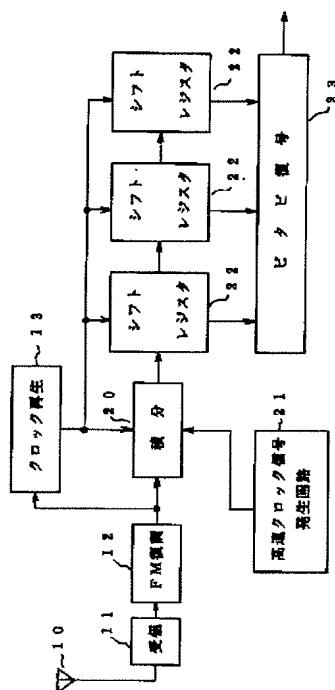 10
11
受信
12
FM復調
13
クロック再生
20
積分
21
高速クロック信号
発生回路
シフト
レジスタ
22
シフト
レジスタ
22
シフト
レジスタ
22
ビタビ復号
23